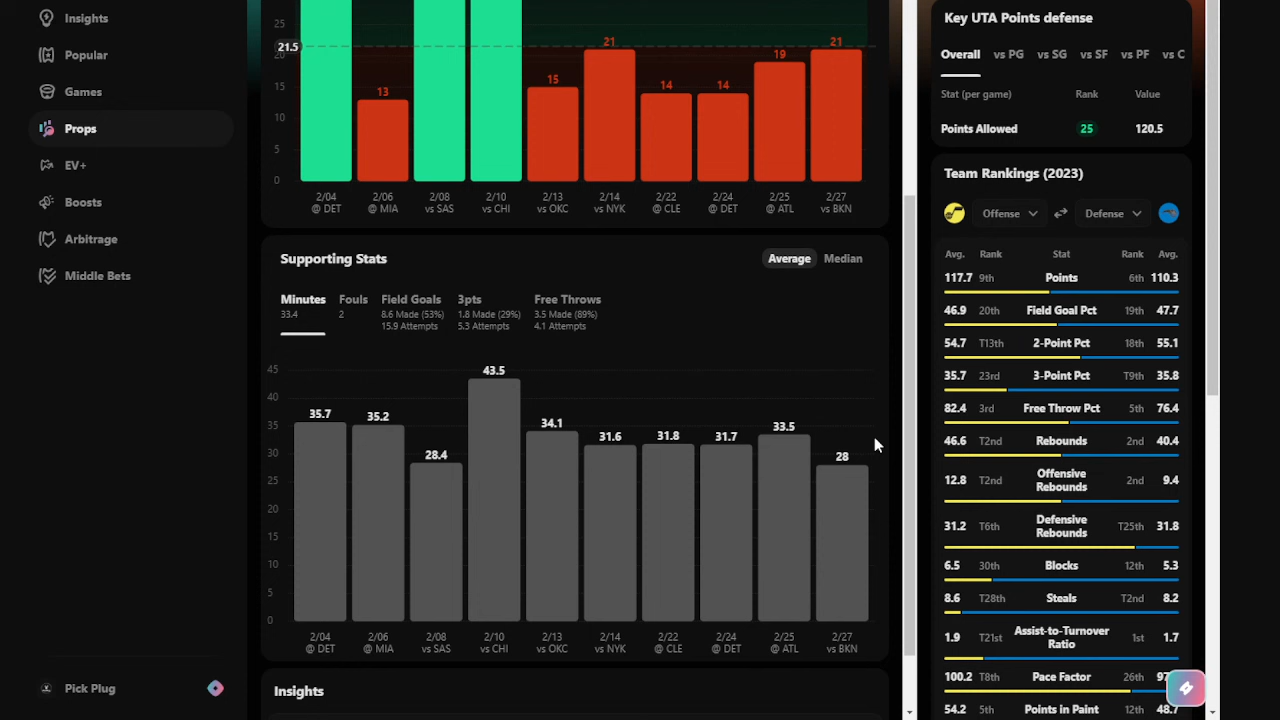 Insights
Popular
Games
Props
EV+
Boosts
Arbitrage
Middle Bets
Pick Plug
25
21.5
20
15
10
5
0
13
15
21
14
14
19
21
2/04 2/06 2/08 2/10 2/13 2/14 2/22 2/24 2/25 2/27
@ DET @ MIA vs SAS vs CHI vs OKC vs NYK @ CLE @ DET @ ATL vs BKN
Supporting Stats
Average Median
Minutes Fouls Field Goals 3pts Free Throws
33.4 2 8.6 Made (53%) 1.8 Made (29%) 3.5 Made (89%)
15.9 Attempts 5.3 Attempts 4.1 Attempts
45
40
35
30
25
20
15
10
5
0
35.7
35.2
28.4
43.5
34.1
31.6
31.8
31.7
33.5
28
2/04 2/06 2/08 2/10 2/13 2/14 2/22 2/24 2/25 2/27
@ DET @ MIA vs SAS vs CHI vs OKC vs NYK @ CLE @ DET @ ATL vs BKN
Insights
Key UTA Points defense
Overall vs PG vs SG vs SF vs PF vs C
Stat (per game) Rank Value
Points Allowed 25 120.5
Team Rankings (2023)
Offense Defense
Avg. Rank Stat Rank Avg.
117.7 9th Points 6th 110.3
46.9 20th Field Goal Pct 19th 47.7
54.7 T13th 2-Point Pct 18th 55.1
35.7 23rd 3-Point Pct T9th 35.8
82.4 3rd Free Throw Pct 5th 76.4
46.6 T2nd Rebounds 2nd 40.4
12.8 T2nd Offensive Rebounds 2nd 9.4
31.2 T6th Defensive Rebounds T25th 31.8
6.5 30th Blocks 12th 5.3
8.6 T28th Steals T2nd 8.2
1.9 T21st Assist-to-Turnover Ratio 1st 1.7
100.2 T8th Pace Factor 26th
54.2 5th Points in Paint 12th 48.7